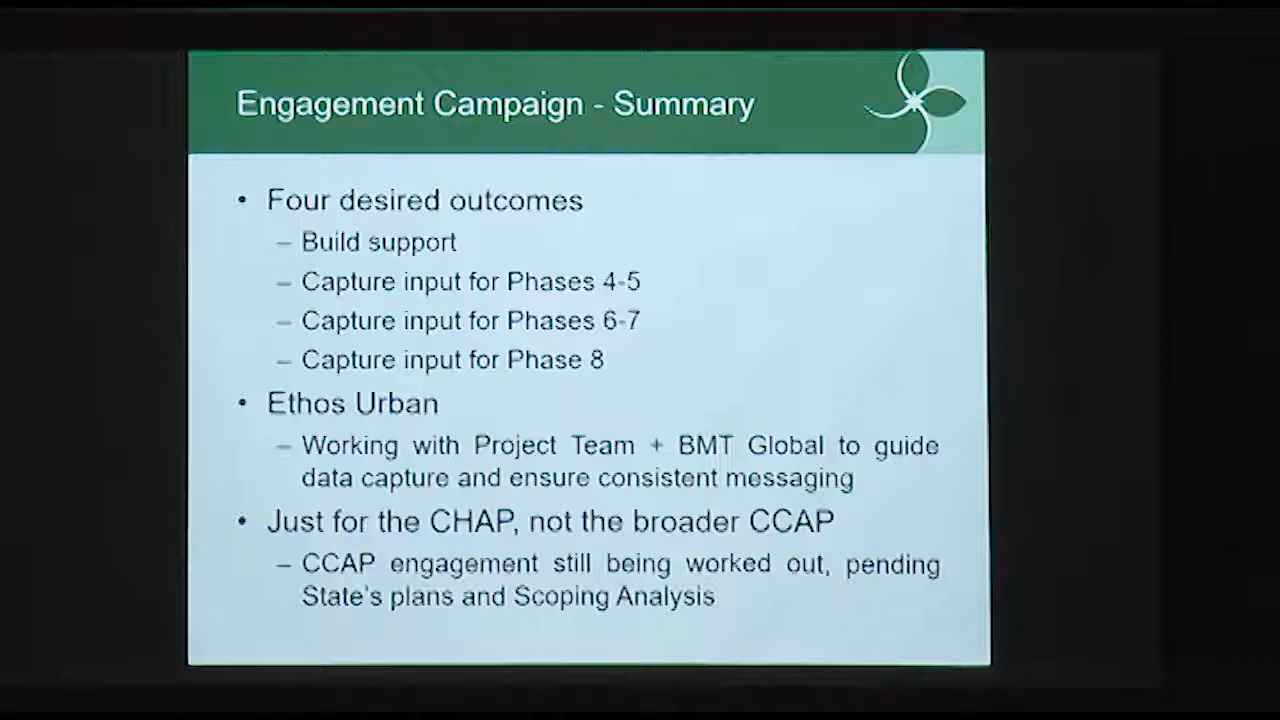 Engagement Campaign - Summary
• Four desired outcomes
– Build support
– Capture input for Phases 4-5
– Capture input for Phases 6-7
– Capture input for Phase 8
• Ethos Urban
– Working with Project Team + BMT Global to guide
data capture and ensure consistent messaging
• Just for the CHAP, not the broader CCAP
– CCAP engagement still being worked out, pending
State's plans and Scoping Analysis